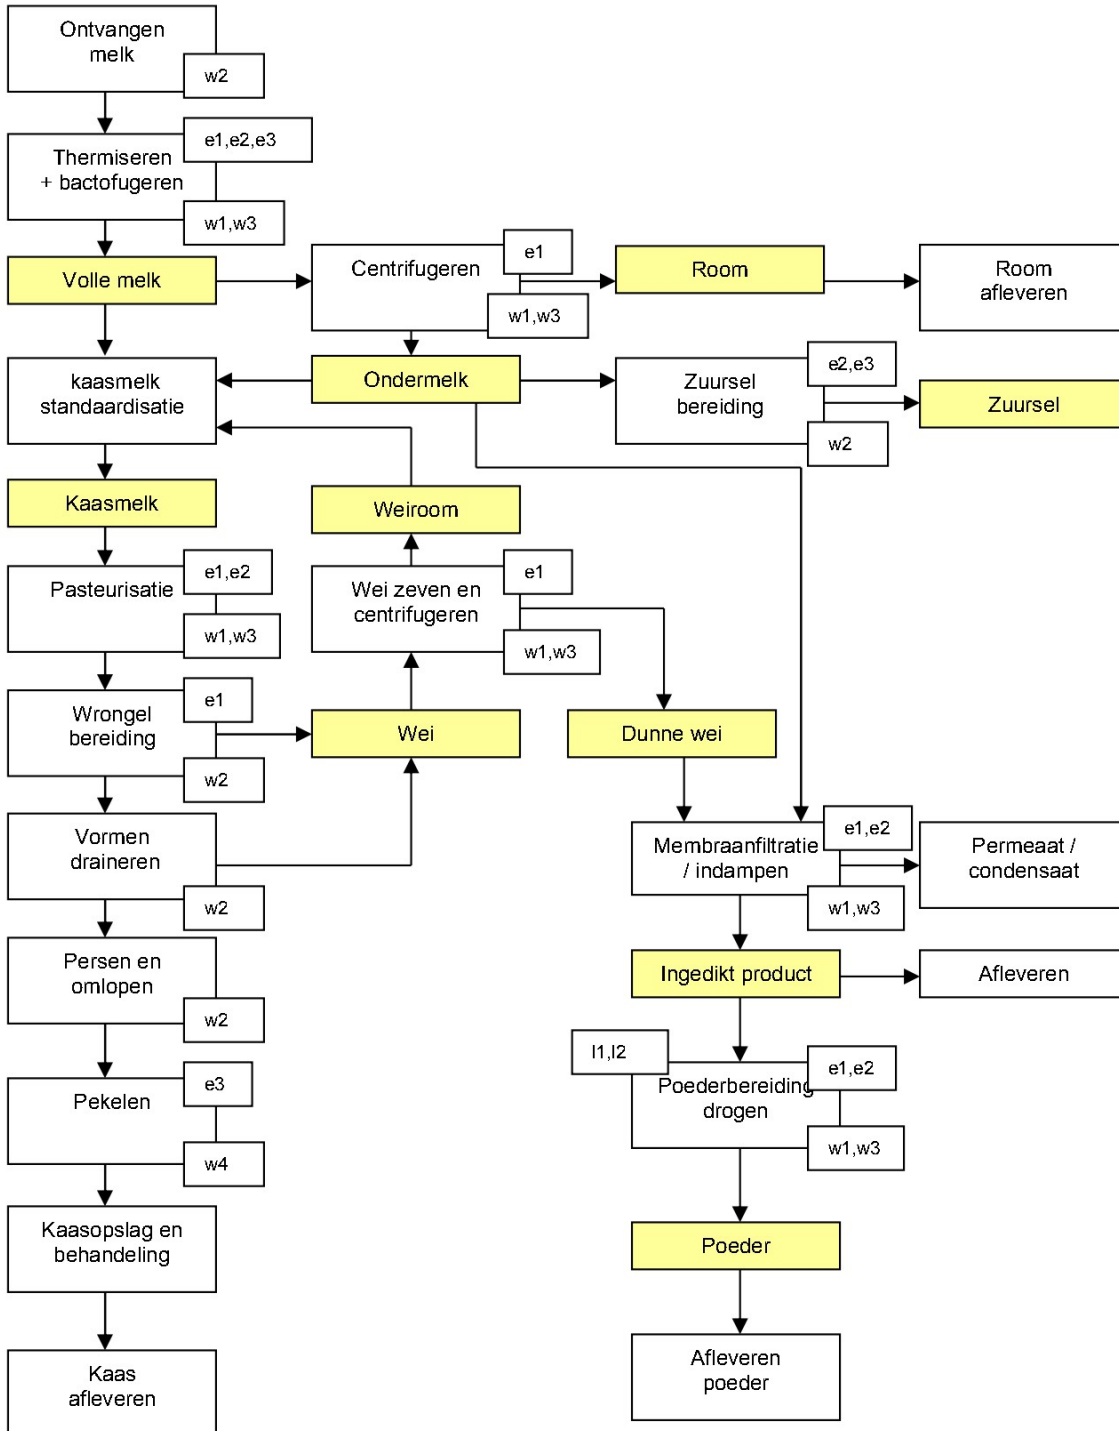 Ontvangen
melk
w2
e1,e2,e3
Thermiseren
+ bactofugeren
w1,w3
Volle melk
Centrifugeren
e1
w1,w3
Room
Room
afleveren
kaasmelk
standaardisatie
Ondermelk
Zuursel
bereiding
e2,e3
w2
Zuursel
Kaasmelk
Weiroom
Pasteurisatie
e1,e2
w1,w3
Wei zeven en
centrifugeren
e1
w1,w3
Wrongel
bereiding
e1
w2
Wei
Dunne wei
Vormen
draineren
w2
Membraanfiltratie
/ indampen
e1,e2
w1,w3
Permeaat /
condensaat
Persen en
omlopen
w2
Ingedikt product
Afleveren
Pekelen
e3
w4
l1,l2
Poederbereiding
drogen
e1,e2
w1,w3
Kaasopslag en
behandeling
Poeder
Kaas
afleveren
Afleveren
poeder